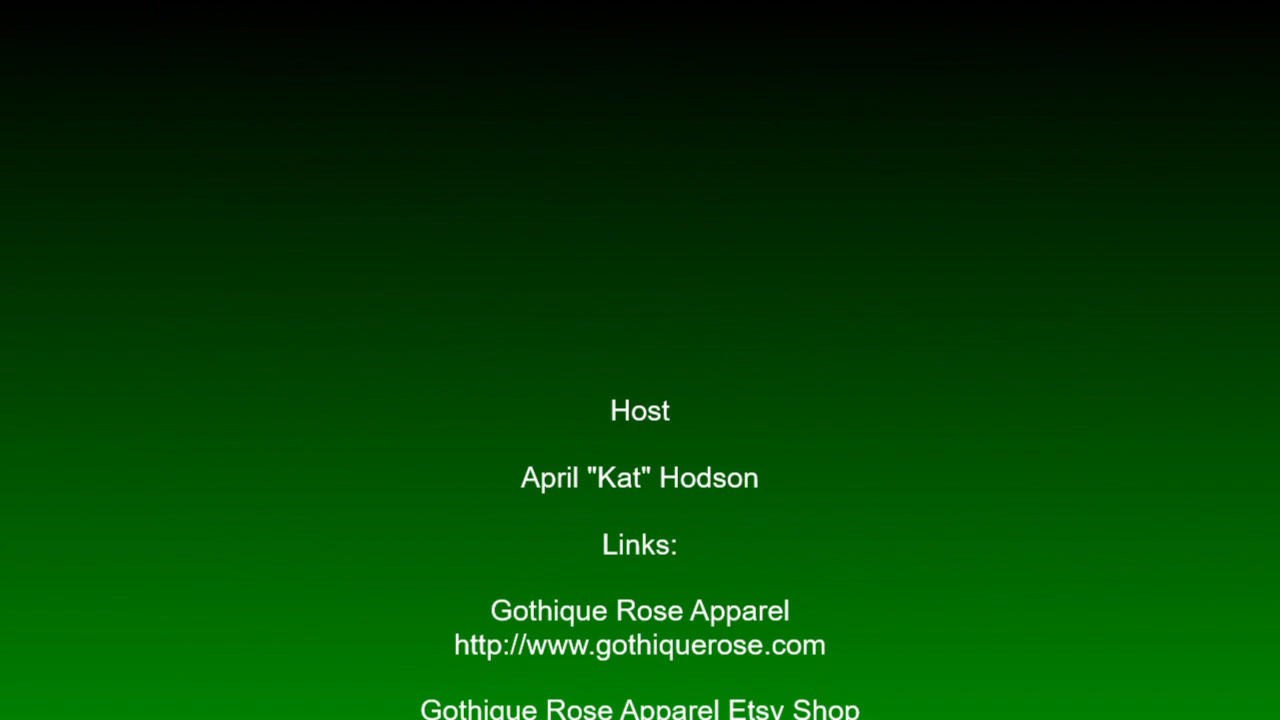 Host
April "Kat" Hodson
Links:
Gothique Rose Apparel
http://www.gothiquerose.com
Gothique Rose Apparel Etsy Shop